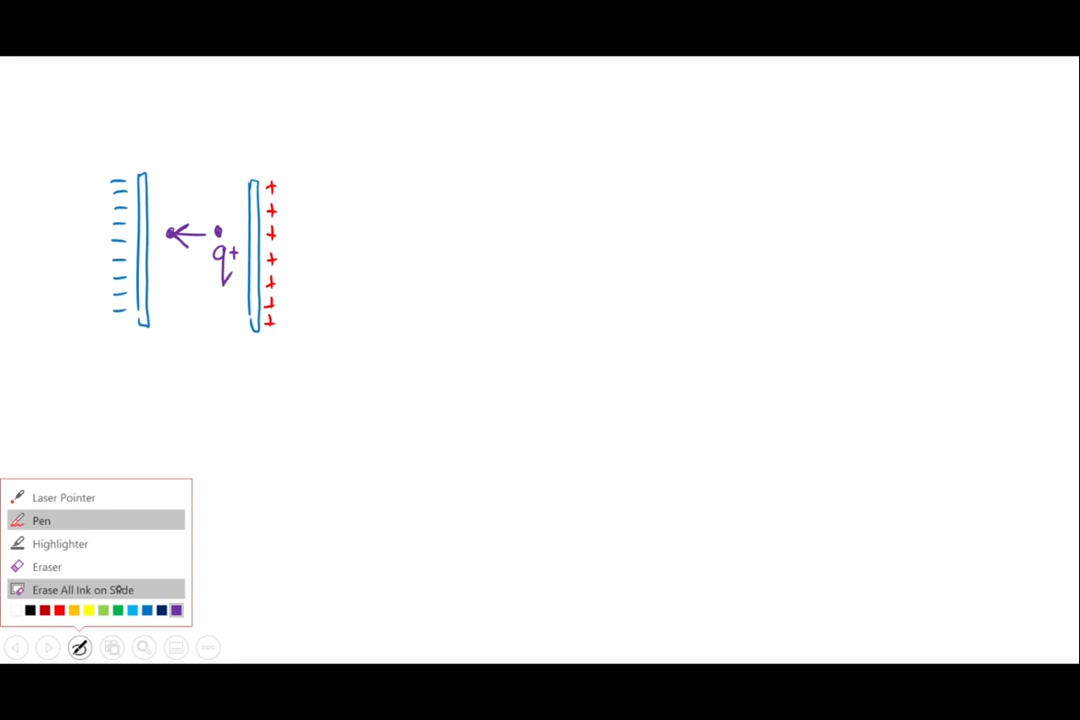 q+
Laser Pointer
Pen
Highlighter
Eraser
Erase All Ink on Slide